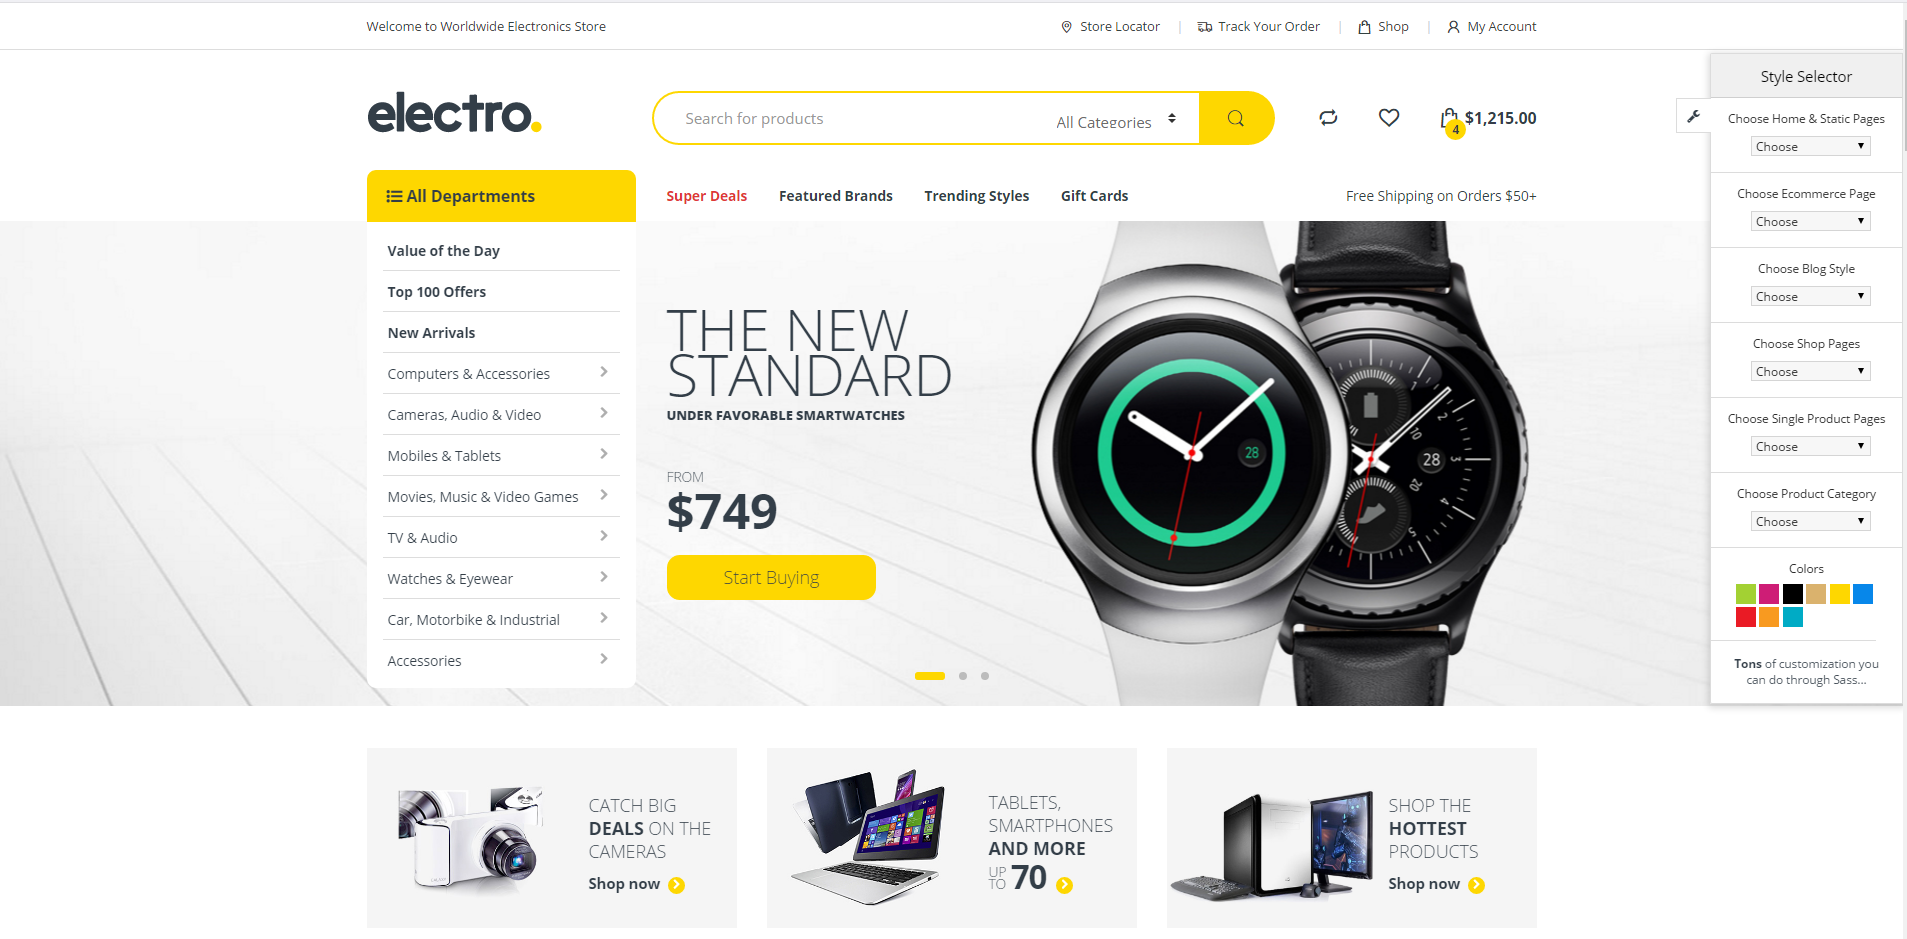 Welcome to Worldwide Electronics Store
Store Locator
Track Your Order
Shop
My Account
electro.
Search for products
All Categories
4
$1,215.00
All Departments
Super Deals
Featured Brands
Trending Styles
Gift Cards
Free Shipping on Orders $50+
Value of the Day
Top 100 Offers
New Arrivals
Computers & Accessories
Cameras, Audio & Video
Mobiles & Tablets
Movies, Music & Video Games
TV & Audio
Watches & Eyewear
Car, Motorbike & Industrial
Accessories
THE NEW
STANDARD
UNDER FAVORABLE SMARTWATCHES
FROM
$749
Start Buying
28
28
2
10
3
20
5
Style Selector
Choose Home & Static Pages
Choose
Choose Ecommerce Page
Choose
Choose Blog Style
Choose
Choose Shop Pages
Choose
Choose Single Product Pages
Choose
Choose Product Category
Choose
Colors
Tons of customization you
can do through Sass...
CATCH BIG
DEALS ON THE
CAMERAS
Shop now
TABLETS,
SMARTPHONES
AND MORE
UP
TO 70
SHOP THE
HOTTEST
PRODUCTS
Shop now